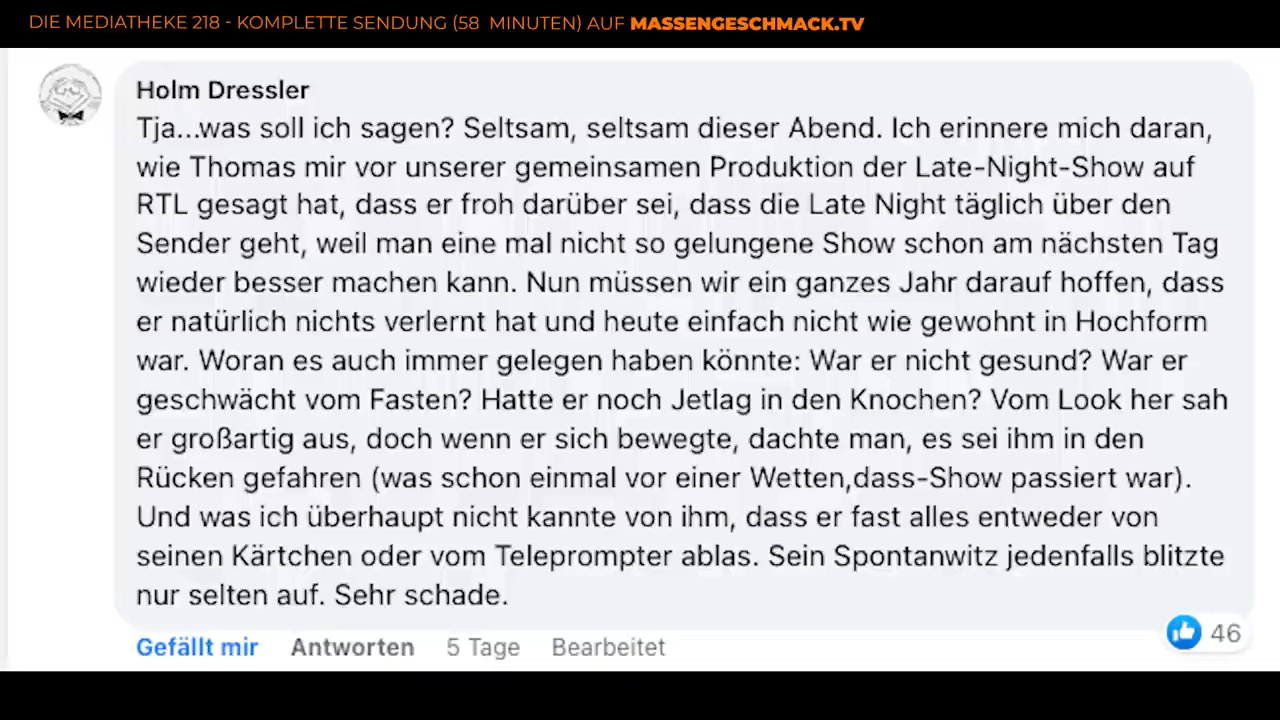 DIE MEDIATHEKE 218 - KOMPLETTE SENDUNG (58 MINUTEN) AUF MASSENGESCHMACK.TV
Holm Dressler
Tja...was soll ich sagen? Seltsam, seltsam dieser Abend. Ich erinnere mich daran,
wie Thomas mir vor unserer gemeinsamen Produktion der Late-Night-Show auf
RTL gesagt hat, dass er froh darüber sei, dass die Late Night täglich über den
Sender geht, weil man eine mal nicht so gelungene Show schon am nächsten Tag
wieder besser machen kann. Nun müssen wir ein ganzes Jahr darauf hoffen, dass
er natürlich nichts verlernt hat und heute einfach nicht wie gewohnt in Hochform
war. Woran es auch immer gelegen haben könnte: War er nicht gesund? War er
geschwächt vom Fasten? Hatte er noch Jetlag in den Knochen? Vom Look her sah
er großartig aus, doch wenn er sich bewegte, dachte man, es sei ihm in den
Rücken gefahren (was schon einmal vor einer Wetten,dass-Show passiert war).
Und was ich überhaupt nicht kannte von ihm, dass er fast alles entweder von
seinen Kärtchen oder vom Teleprompter ablas. Sein Spontanwitz jedenfalls blitzte
nur selten auf. Sehr schade.
Gefällt mir Antworten 5 Tage Bearbeitet
46